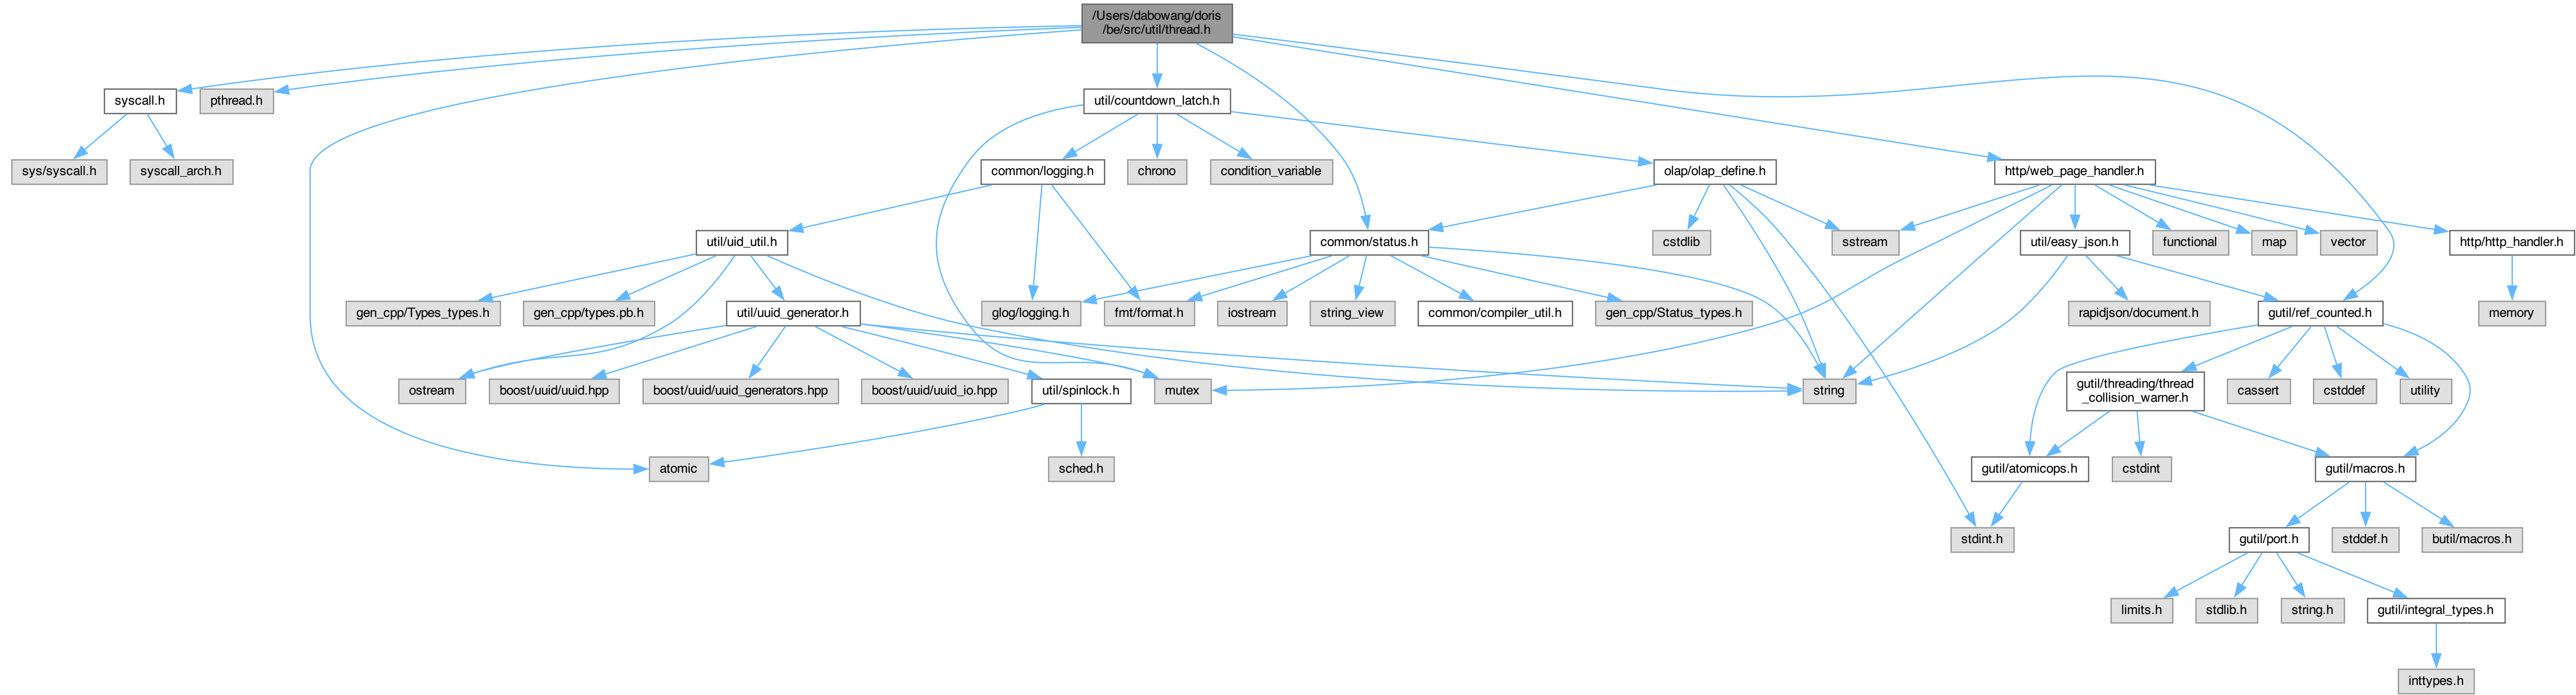 /Users/dabowang/doris
/be/src/util/thread.h
syscall.h
pthread.h
util/countdown_latch.h
sys/syscall.h
syscall_arch.h
common/logging.h
chrono
condition_variable
olap/olap_define.h
http/web_page_handler.h
util/uid_util.h
common/status.h
cstdlib
sstream
util/easy_json.h
functional
map
vector
http/http_handler.h
gen_cpp/Types_types.h
gen_cpp/types.pb.h
util/uuid_generator.h
glog/logging.h
fmt/format.h
iostream
string_view
common/compiler_util.h
gen_cpp/Status_types.h
rapidjson/document.h
gutil/ref_counted.h
memory
ostream
boost/uuid/uuid.hpp
boost/uuid/uuid_generators.hpp
boost/uuid/uuid_io.hpp
util/spinlock.h
mutex
string
gutil/threading/thread
_collision_warner.h
cassert
cstddef
utility
atomic
sched.h
gutil/atomicops.h
cstdint
gutil/macros.h
stdint.h
gutil/port.h
stddef.h
butil/macros.h
limits.h
stdlib.h
string.h
gutil/integral_types.h
inttypes.h